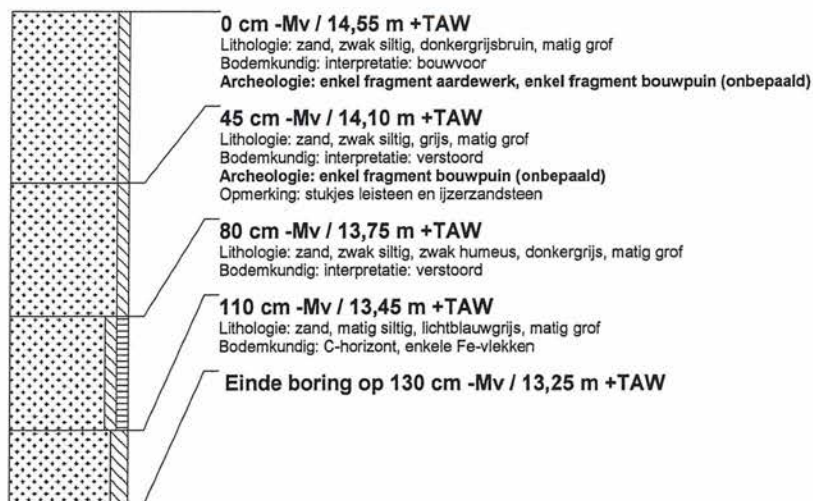 0 cm -Mv / 14,55 m +TAW
Lithologie: zand, zwak siltig, donkergrijsbruin, matig grof
Bodemkundig: interpretatie: bouwvoor
Archeologie: enkel fragment aardewerk, enkel fragment bouwpuin (onbepaald)
45 cm -Mv / 14,10 m +TAW
Lithologie: zand, zwak siltig, grijs, matig grof
Bodemkundig: interpretatie: verstoord
Archeologie: enkel fragment bouwpuin (onbepaald)
Opmerking: stukjes leisteen en ijzerzandsteen
80 cm -Mv / 13,75 m +TAW
Lithologie: zand, zwak siltig, zwak humeus, donkergrijs, matig grof
Bodemkundig: interpretatie: verstoord
110 cm -Mv / 13,45 m +TAW
Lithologie: zand, matig siltig, lichtblauwgrijs, matig grof
Bodemkundig: C-horizont, enkele Fe-vlekken
Einde boring op 130 cm -Mv / 13,25 m +TAW